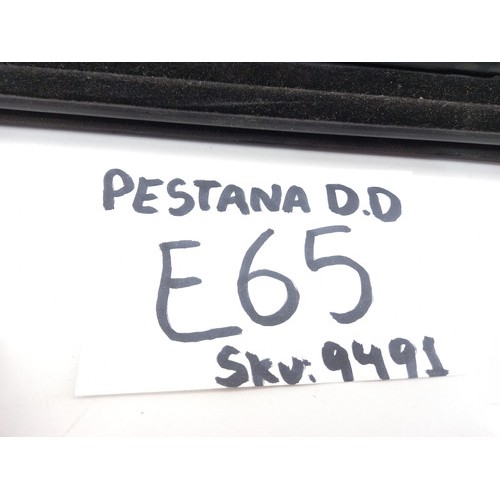 PESTANA D.D
E65
SKU: 9491